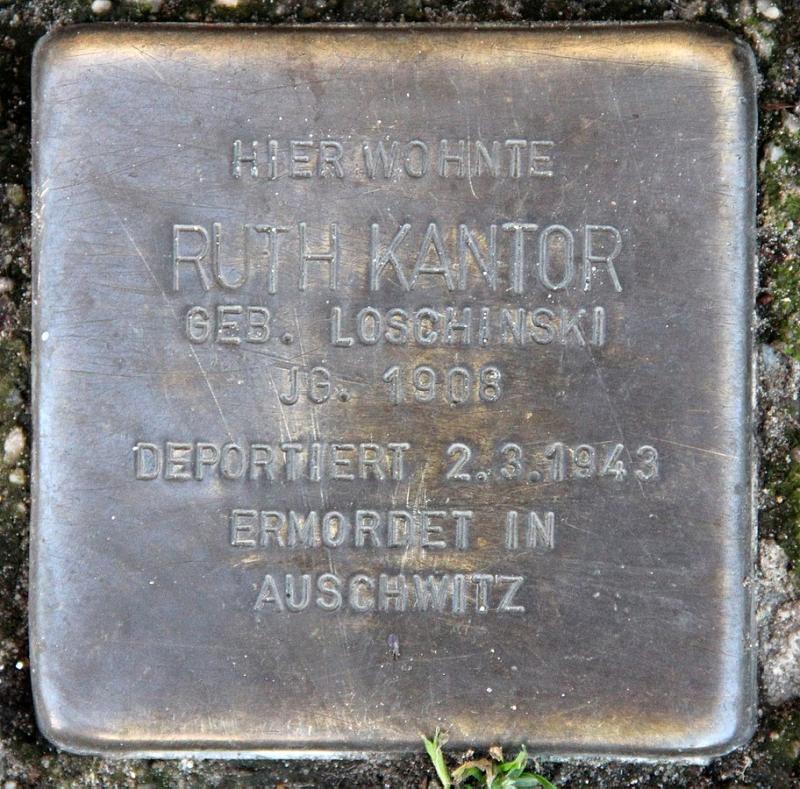 HIER WOHNTE
RUTH KANTOR
GEB. LOSCHINSKI
JG. 1908
DEPORTIERT 2.3.1943
ERMORDET IN
AUSCHWITZ